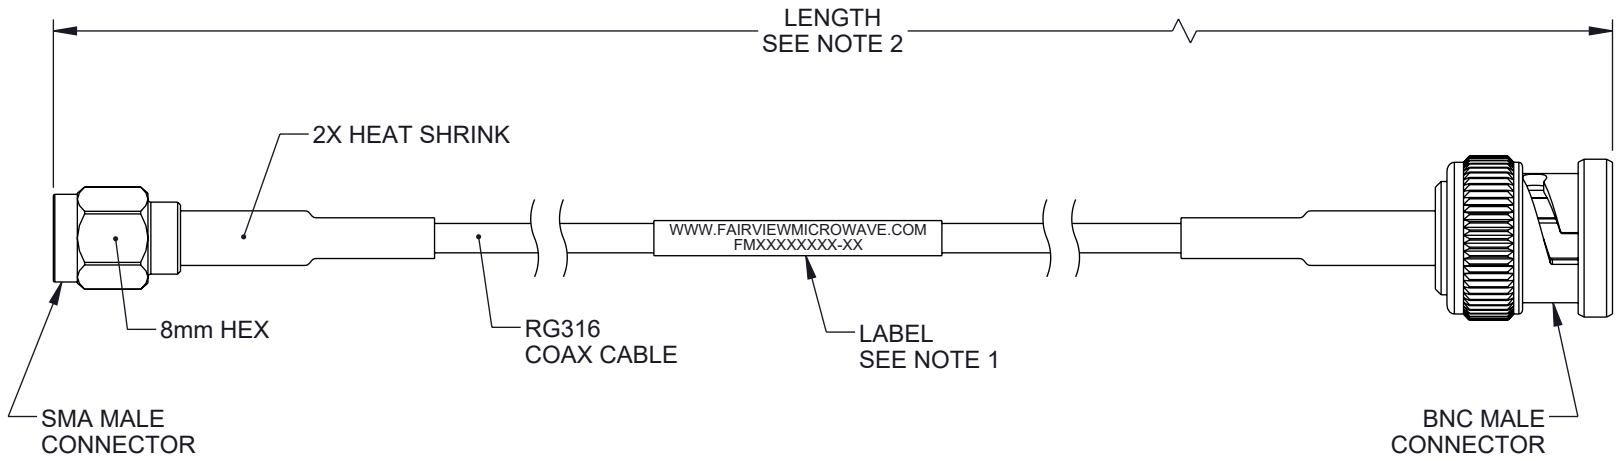 LENGTH
SEE NOTE 2
2X HEAT SHRINK
WWW.FAIRVIEWMICROWAVE.COM
FMXXXXXXXX-XX
8mm HEX
RG316
COAX CABLE
LABEL
SEE NOTE 1
SMA MALE
CONNECTOR
BNC MALE
CONNECTOR